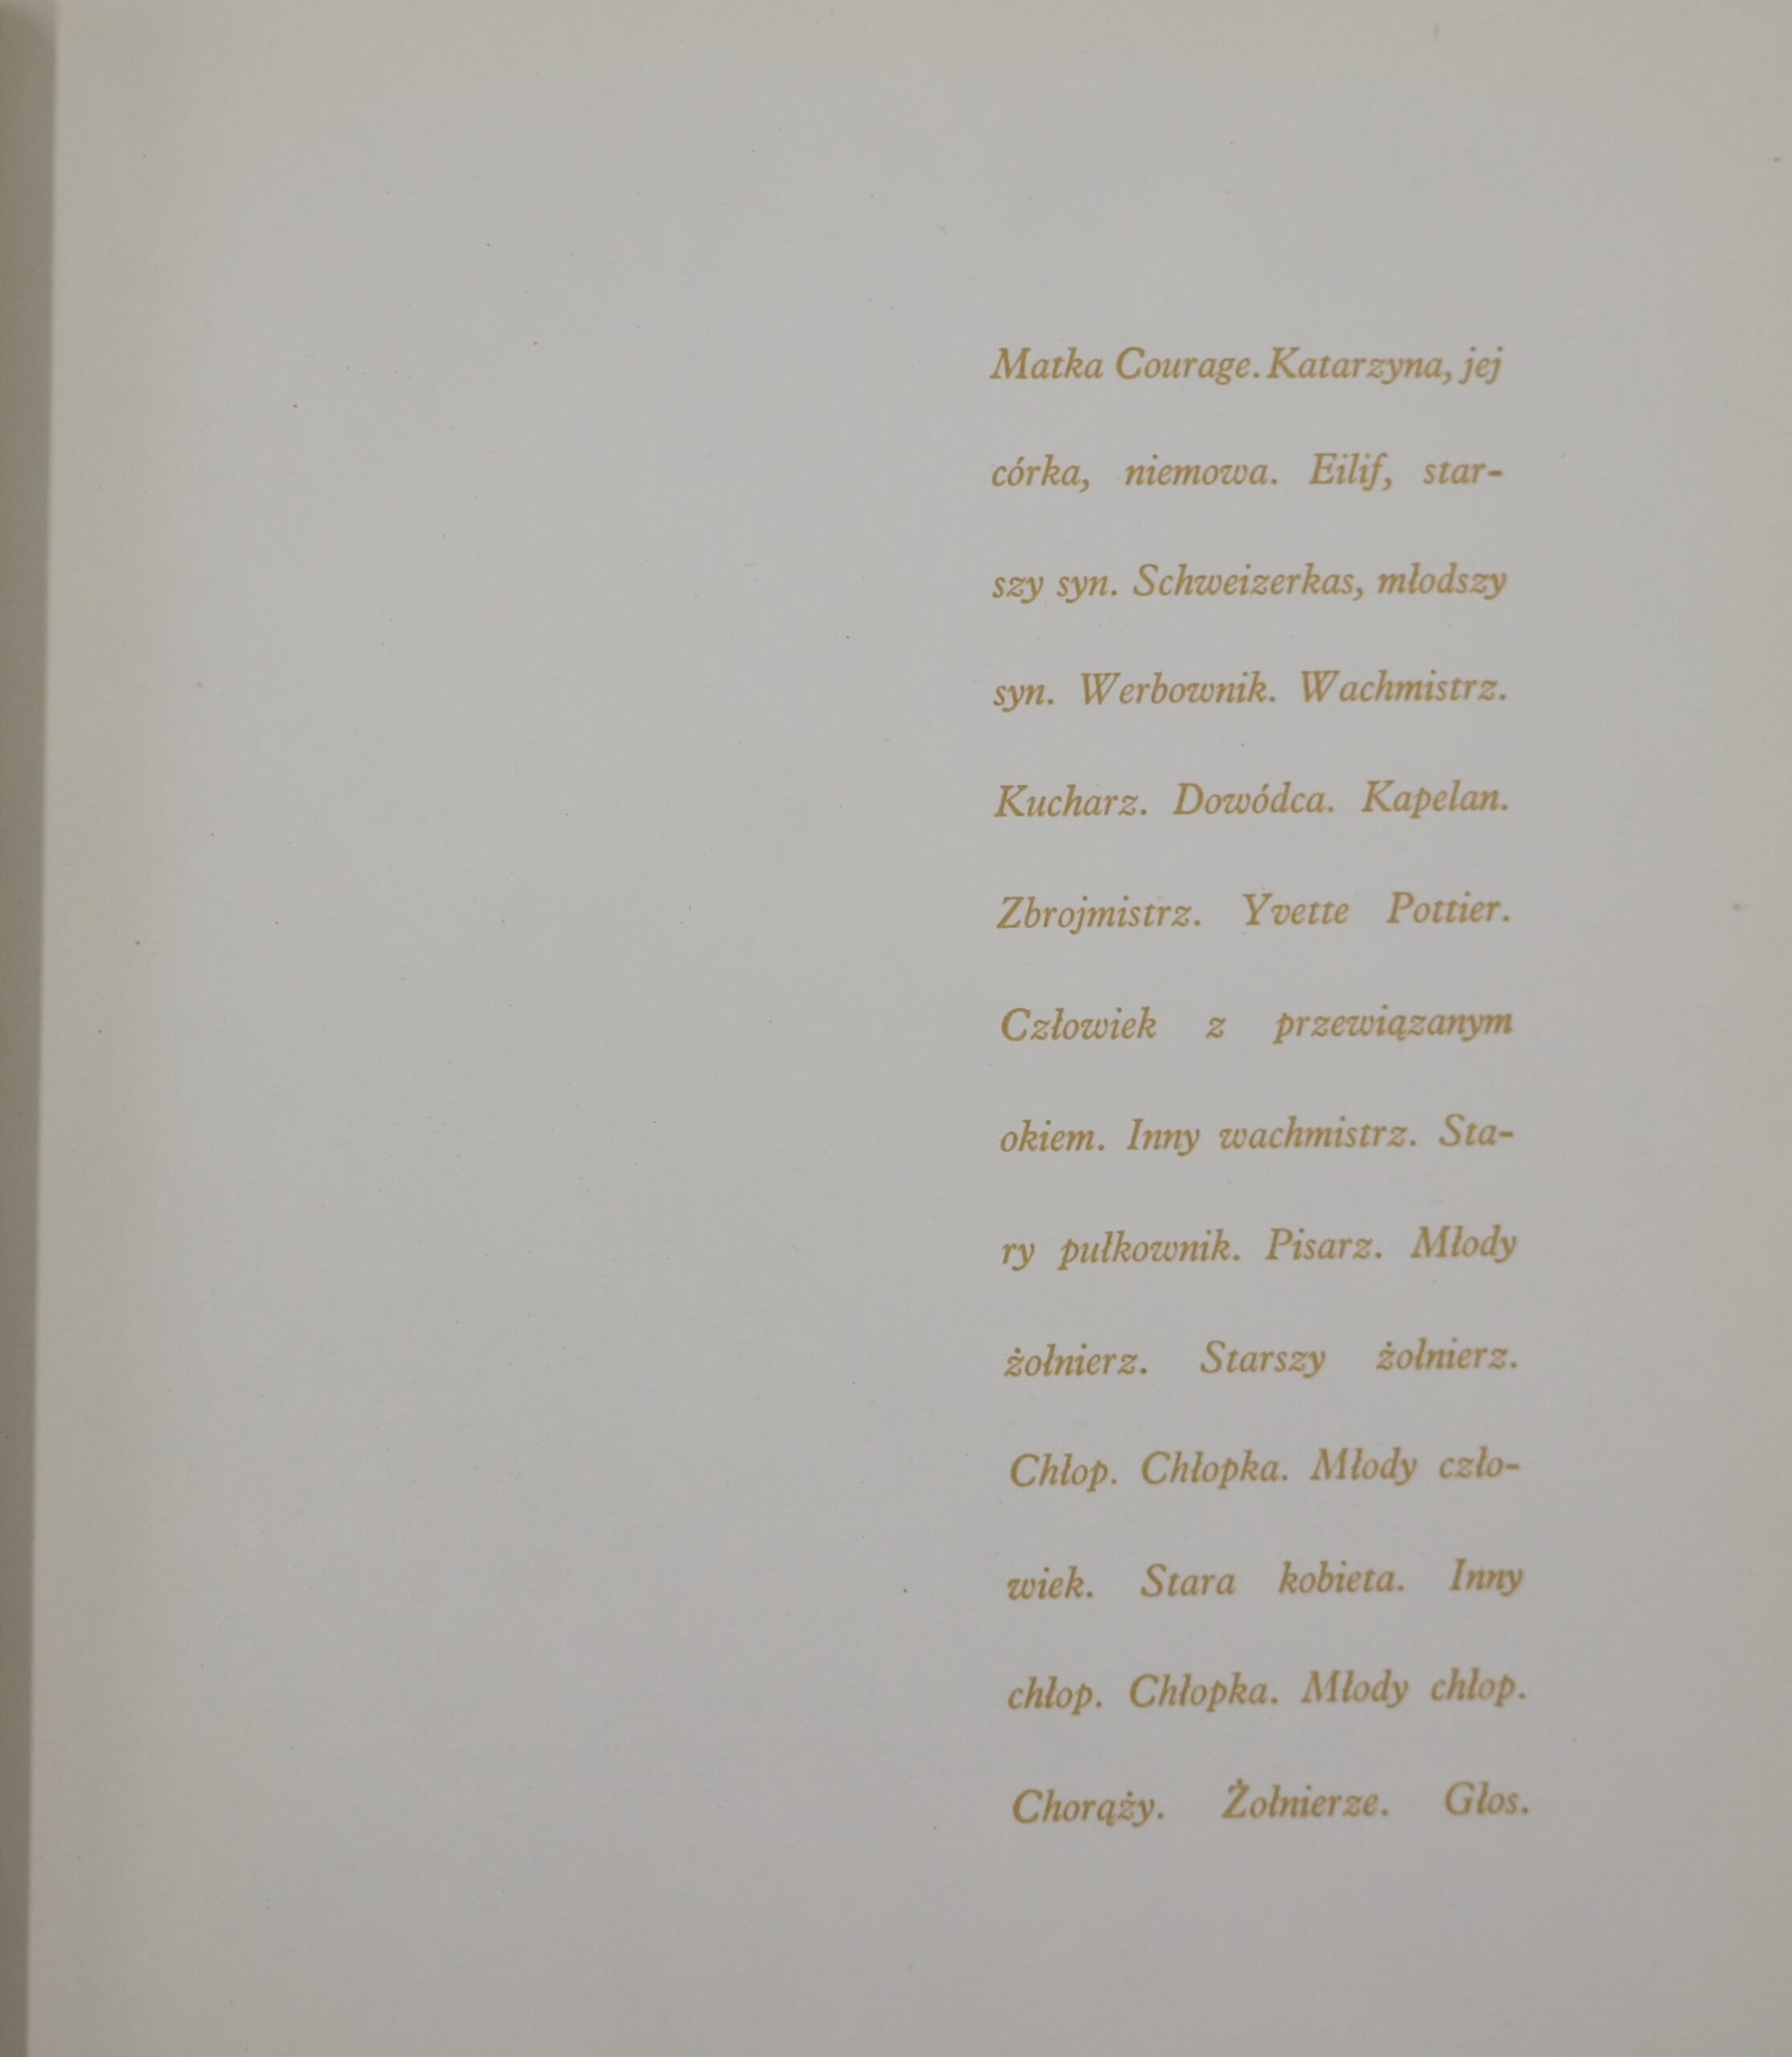 Matka Courage. Katarzyna, jej
córka, niemowa. Eilif, star-
szy syn. Schweizerkas, młodszy
syn. Werbownik. Wachmistrz.
Kucharz. Dowódca. Kapelan.
Zbrojmistrz. Yvette Pottier.
Człowiek z przewiązanym
okiem. Inny wachmistrz. Sta-
ry pułkownik. Pisarz. Młody
żołnierz. Starszy żołnierz.
Chłop. Chłopka. Młody czło-
wiek. Stara kobieta. Inny
chłop. Chłopka. Młody chłop.
Chorąży. Żołnierze. Głos.